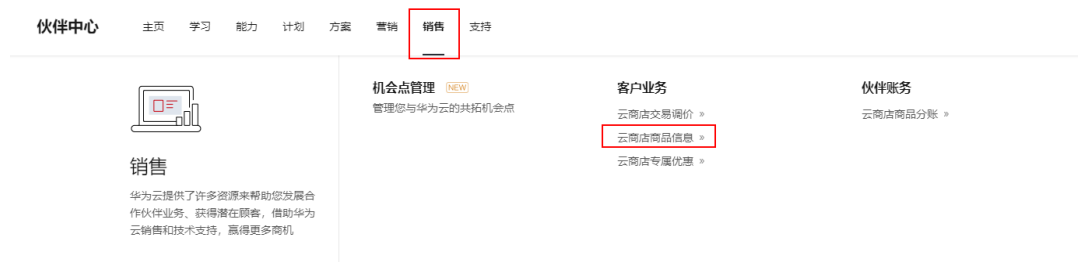 伙伴中心 主页 学习 能力 计划 方案 营销 销售 支持
销售
华为云提供了许多资源来帮助您发展合
作伙伴业务、获得潜在顾客，借助华为
云销售和技术支持，赢得更多商机
机会点管理 NEW
管理您与华为云的共拓机会点
客户业务
云商店交易调价 »
云商店商品信息 »
云商店专属优惠 »
伙伴账务
云商店商品分账 »